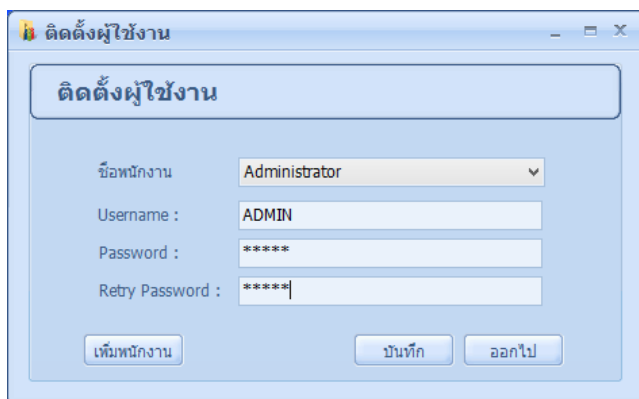 ติดตั้งผู้ใช้งาน
ติดตั้งผู้ใช้งาน
ชื่อพนักงาน Administrator
Username : ADMIN
Password : *****
Retry Password : *****
เพิ่มพนักงาน บันทึก ออกไป